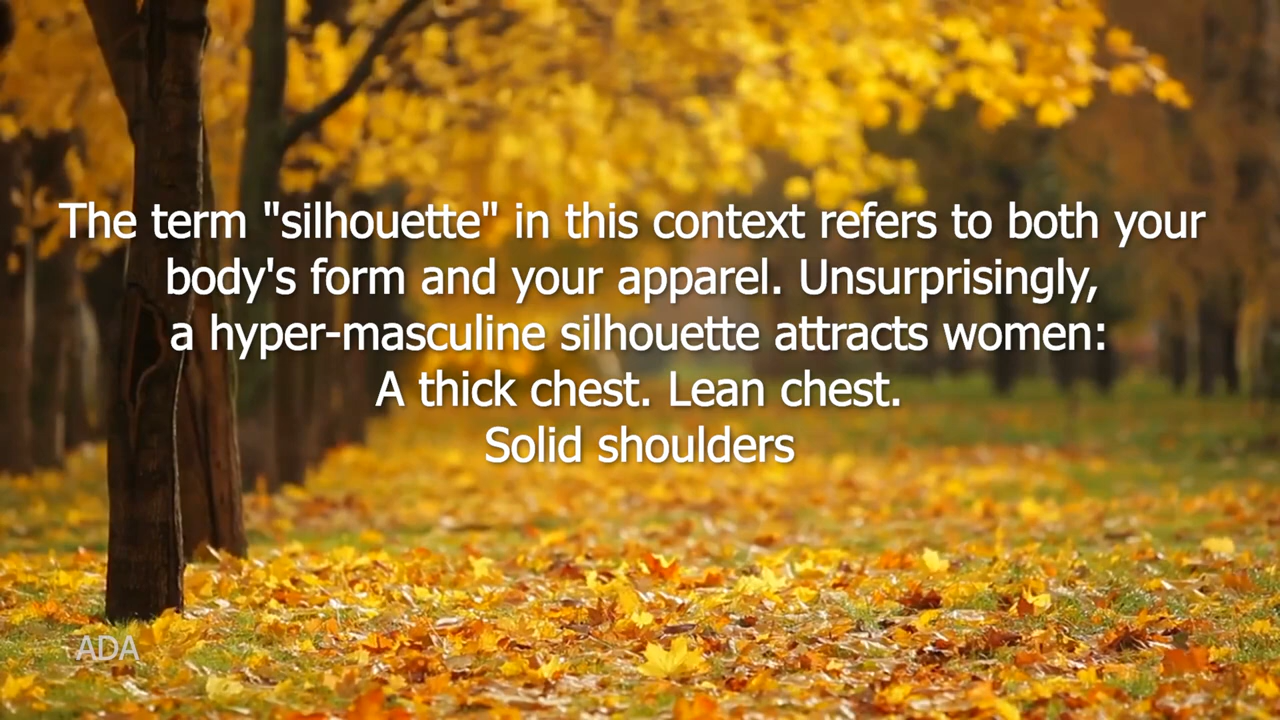 The term "silhouette" in this context refers to both your
body's form and your apparel. Unsurprisingly,
a hyper-masculine silhouette attracts women:
A thick chest. Lean chest.
Solid shoulders
ADA